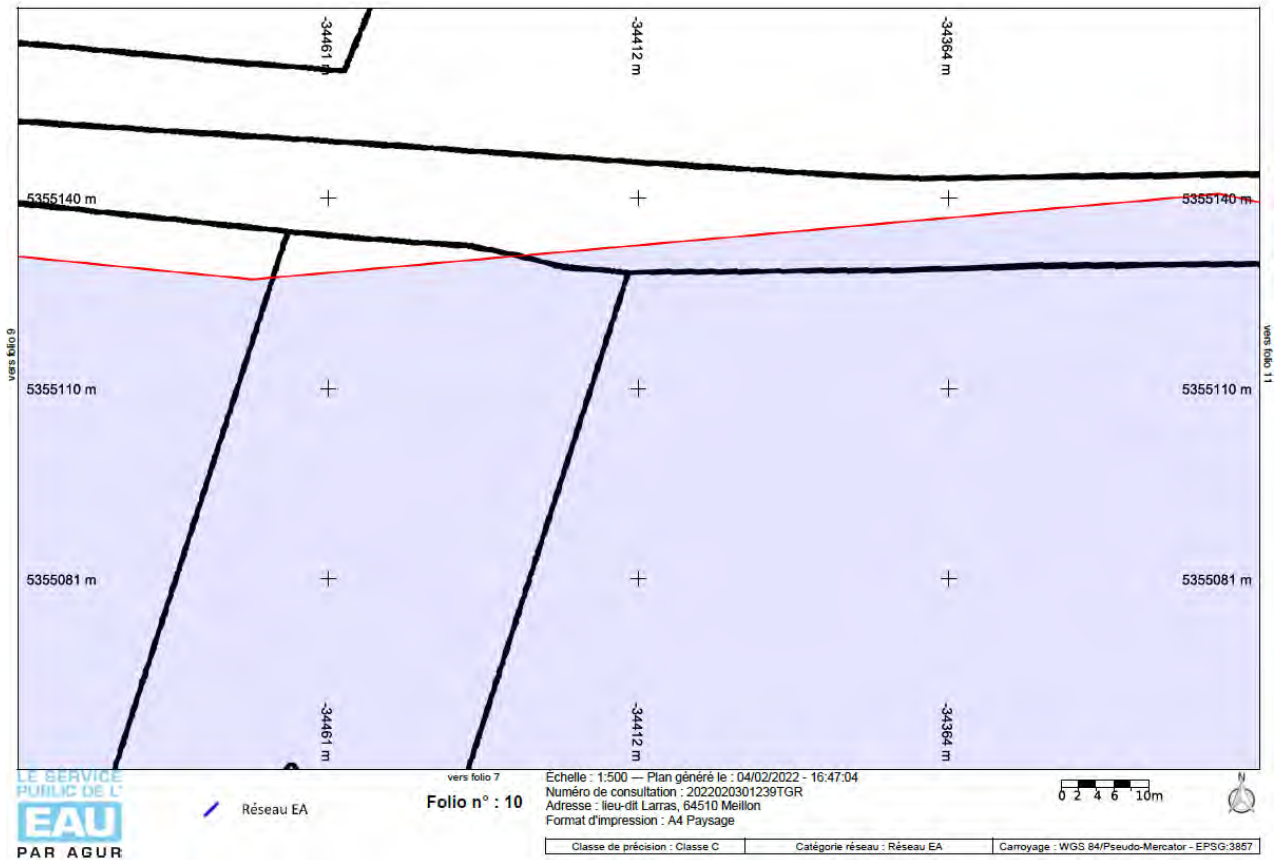 -34461 m
-34412 m
-34364 m
5355140 m
5355140 m
vers folio 9
vers folio 11
5355110 m
5355110 m
5355081 m
5355081 m
-34461 m
-34412 m
-34364 m
LE SERVICE
PUBLIC DE L'
EAU
PAR AGUR
Réseau EA
vers folio 7
Folio n° : 10
Échelle : 1:500 — Plan généré le : 04/02/2022 - 16:47:04
Numéro de consultation : 2022020301239TGR
Adresse : lieu-dit Larras, 64510 Meillon
Format d'impression : A4 Paysage
0 2 4 6 10m
N
Classe de précision : Classe C
Catégorie réseau : Réseau EA
Carroyage : WGS 84/Pseudo-Mercator - EPSG:3857